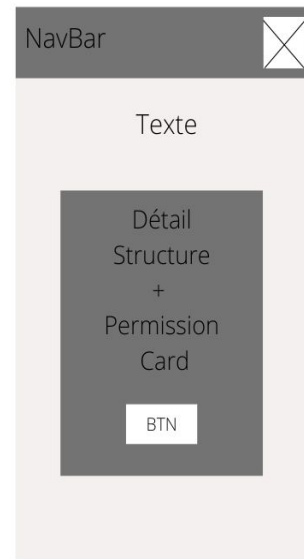 NavBar
Texte
Détail
Structure
+
Permission
Card
BTN